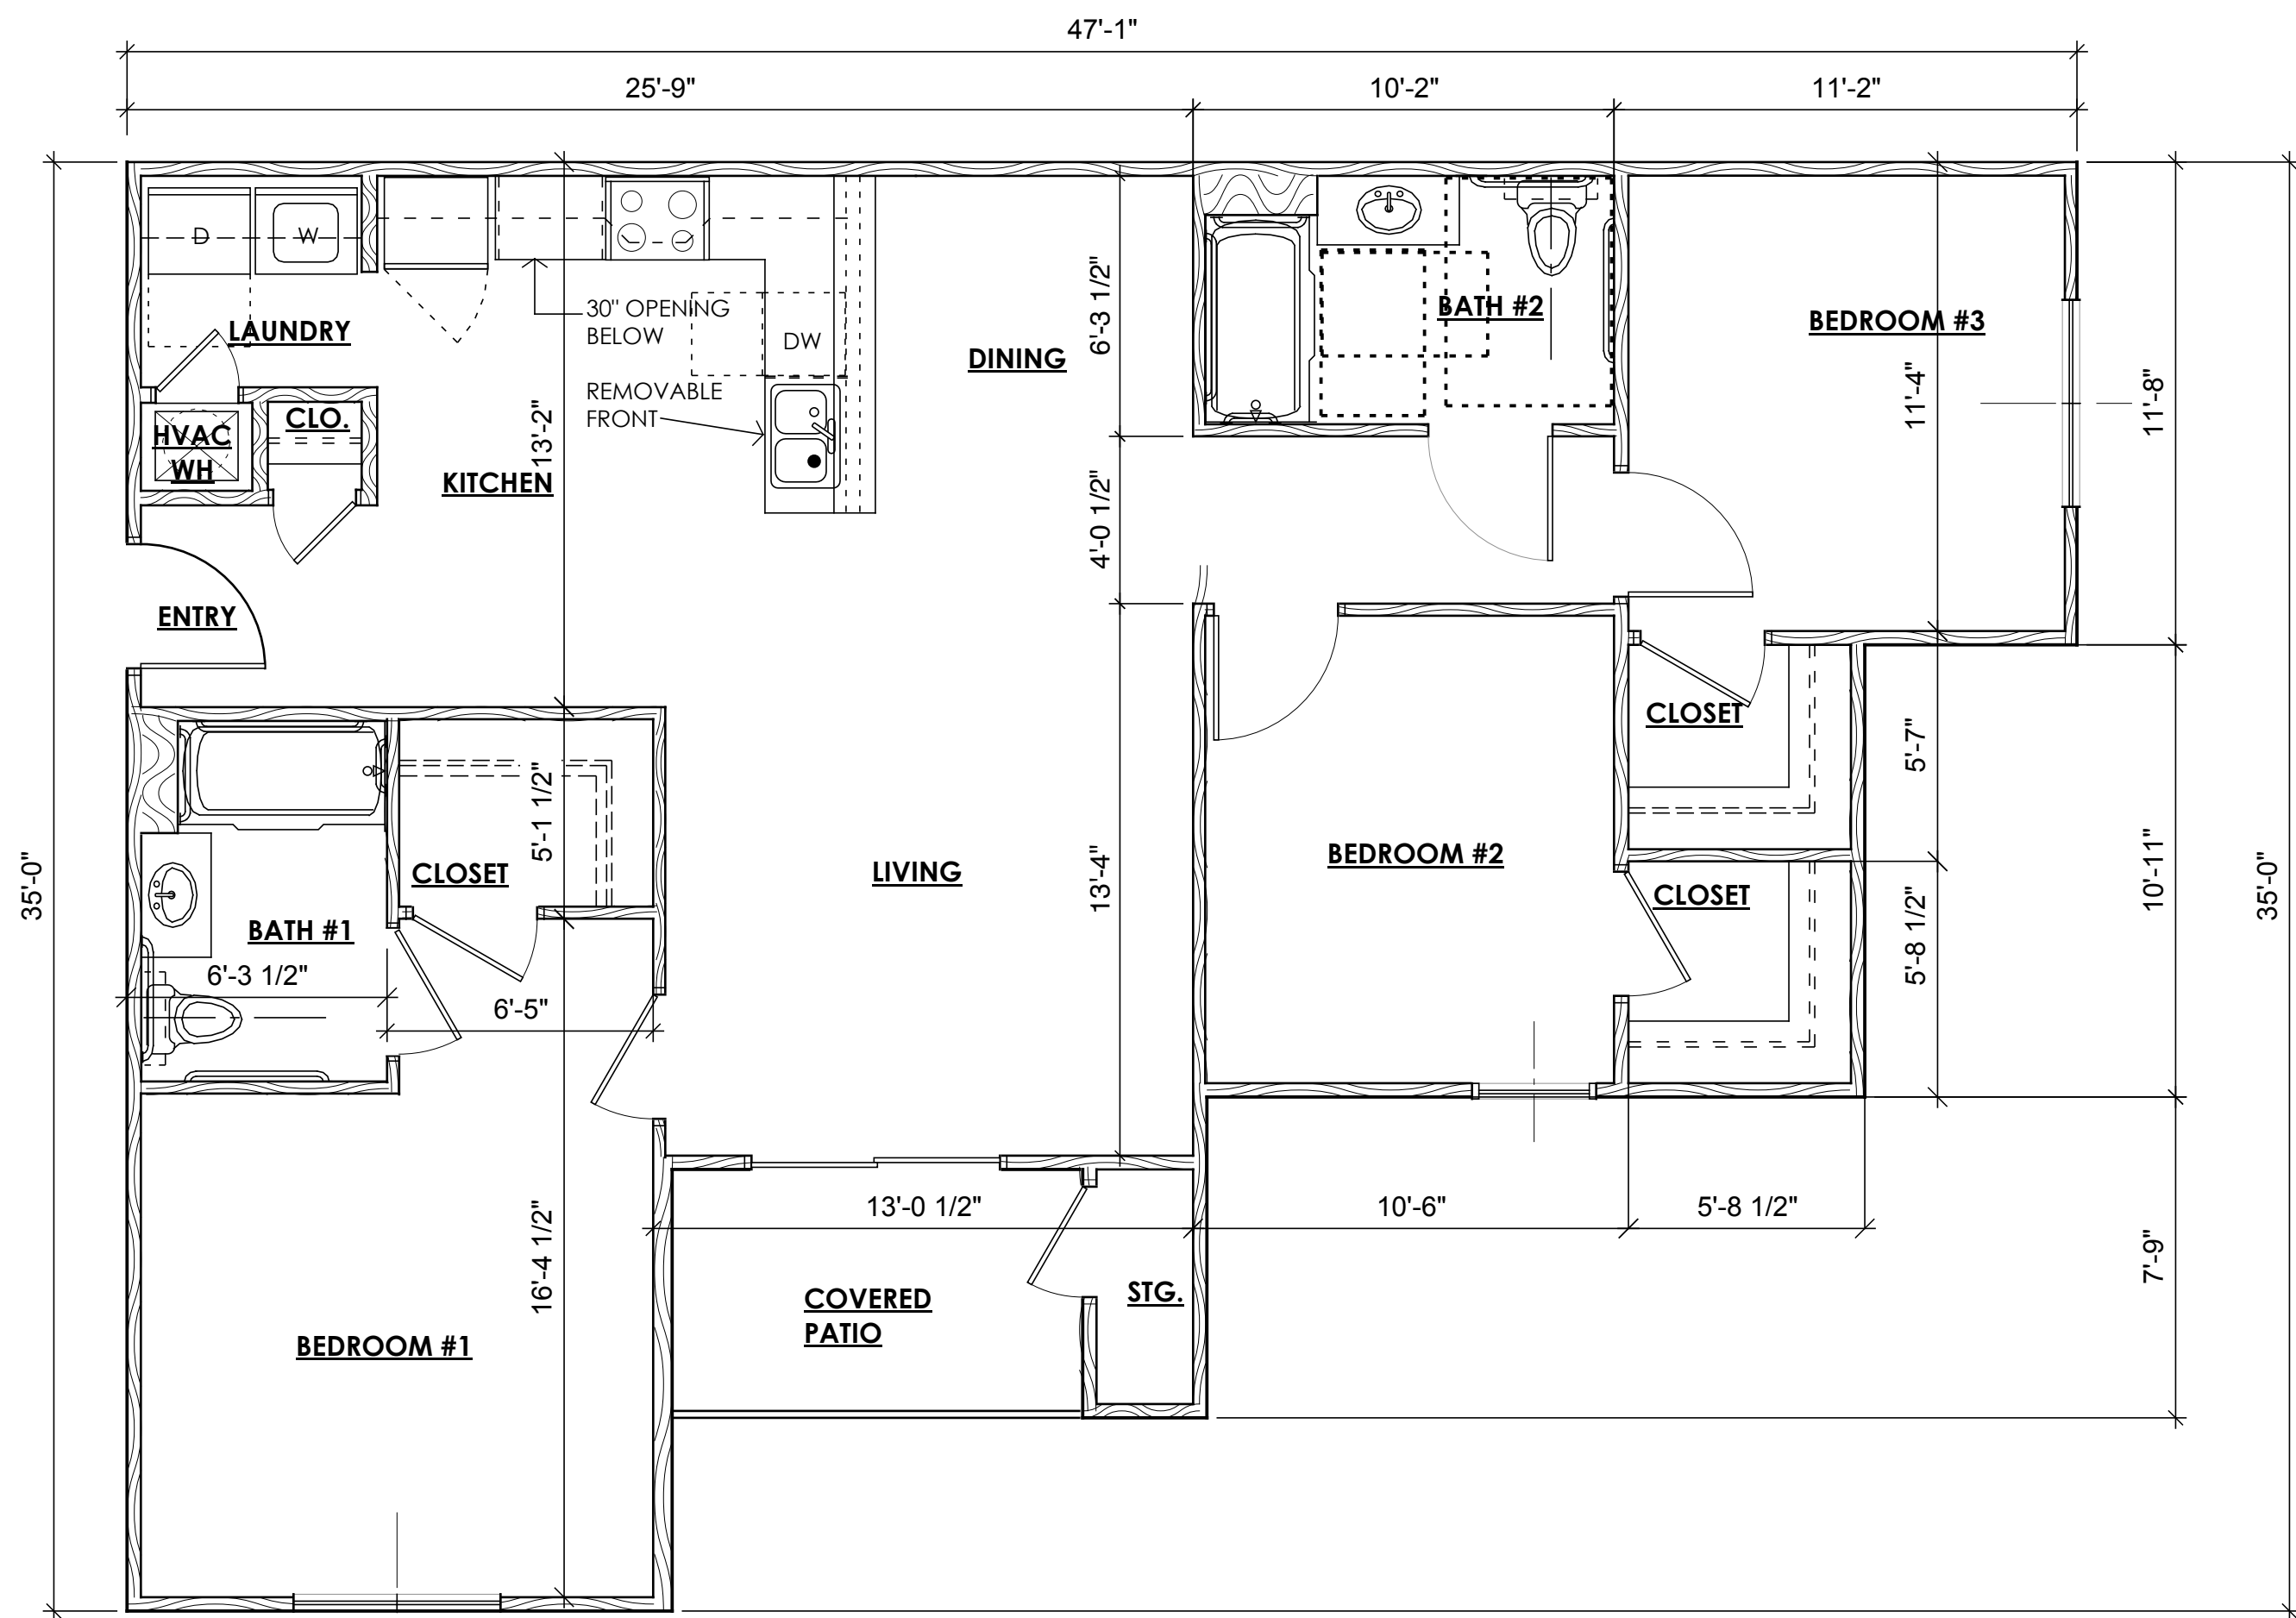 47'-1"
25'-9"
10'-2"
11'-2"
D
W
30" OPENING
BELOW
LAUNDRY
DW
REMOVABLE
FRONT
DINING
6'-3 1/2"
BATH #2
BEDROOM #3
11'-4"
11'-8"
CLO.
HVAC
WH
13'-2"
KITCHEN
4'-0 1/2"
ENTRY
CLOSET
5'-7"
5'-1 1/2"
CLOSET
LIVING
13'-4"
BEDROOM #2
CLOSET
5'-8 1/2"
10'-11"
35'-0"
35'-0"
BATH #1
6'-3 1/2"
6'-5"
13'-0 1/2"
10'-6"
5'-8 1/2"
7'-9"
16'-4 1/2"
COVERED
PATIO
STG.
BEDROOM #1